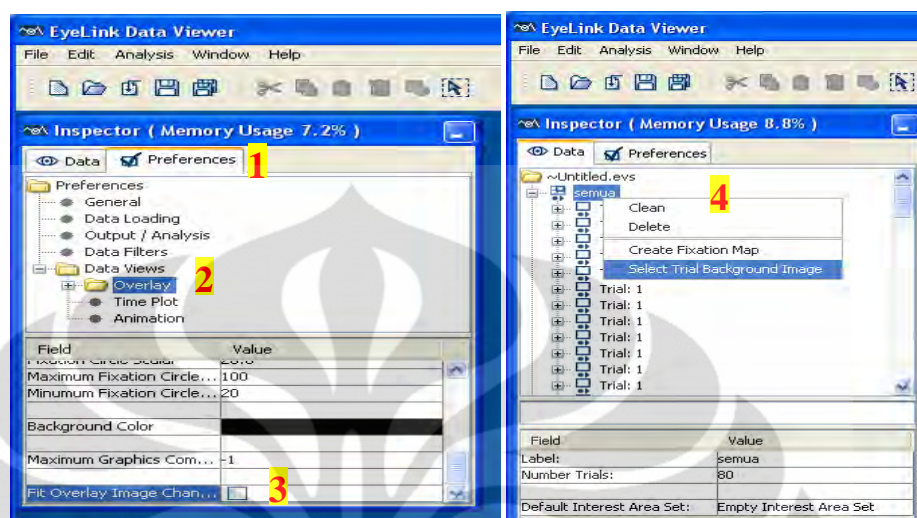 EyeLink Data Viewer
File Edit Analysis Window Help
Inspector ( Memory Usage 7.2% )
Data Preferences 1
Preferences
General
Data Loading
Output / Analysis
Data Filters
Data Views 2
Overlay
Time Plot
Animation
Field Value
Maximum Fixation Circle... 100
Minumum Fixation Circle... 20
Background Color
Maximum Graphics Com... -1
Fit Overlay Image Chan... 3
EyeLink Data Viewer
File Edit Analysis Window Help
Inspector ( Memory Usage 8.8% )
Data Preferences
~Untitled.evs
semua 4
Clean
Delete
Create Fixation Map
Select Trial Background Image
Trial: 1
Trial: 1
Trial: 1
Trial: 1
Trial: 1
Trial: 1
Field Value
Label: semua
Number Trials: 80
Default Interest Area Set: Empty Interest Area Set